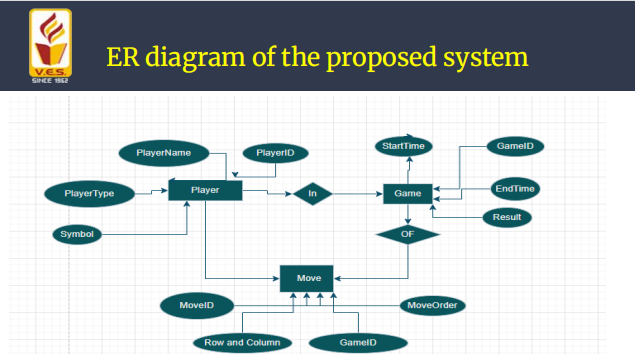 V.E.S.
SINCE 1962
ER diagram of the proposed system
PlayerName
PlayerID
StartTime
GameID
PlayerType
Player
In
Game
EndTime
Result
Symbol
OF
Move
MoveID
MoveOrder
Row and Column
GameID